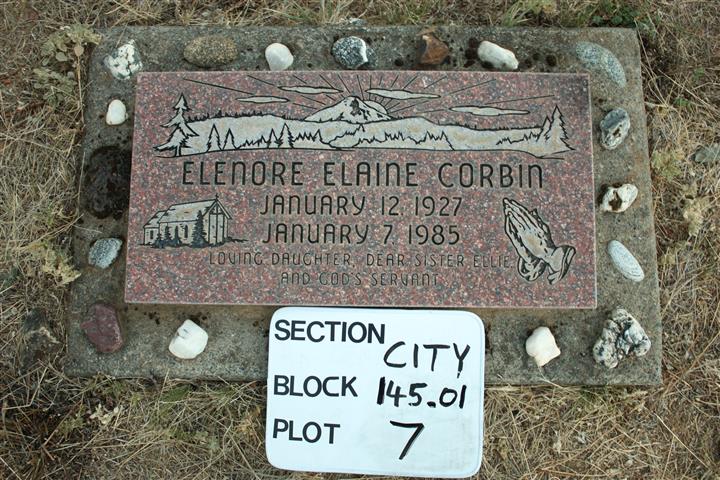 ELENORE ELAINE CORBIN
JANUARY 12, 1927
JANUARY 7, 1985
LOVING DAUGHTER, DEAR SISTER ELLIE,
AND GOD'S SERVANT
SECTION CITY
BLOCK 145.01
PLOT 7